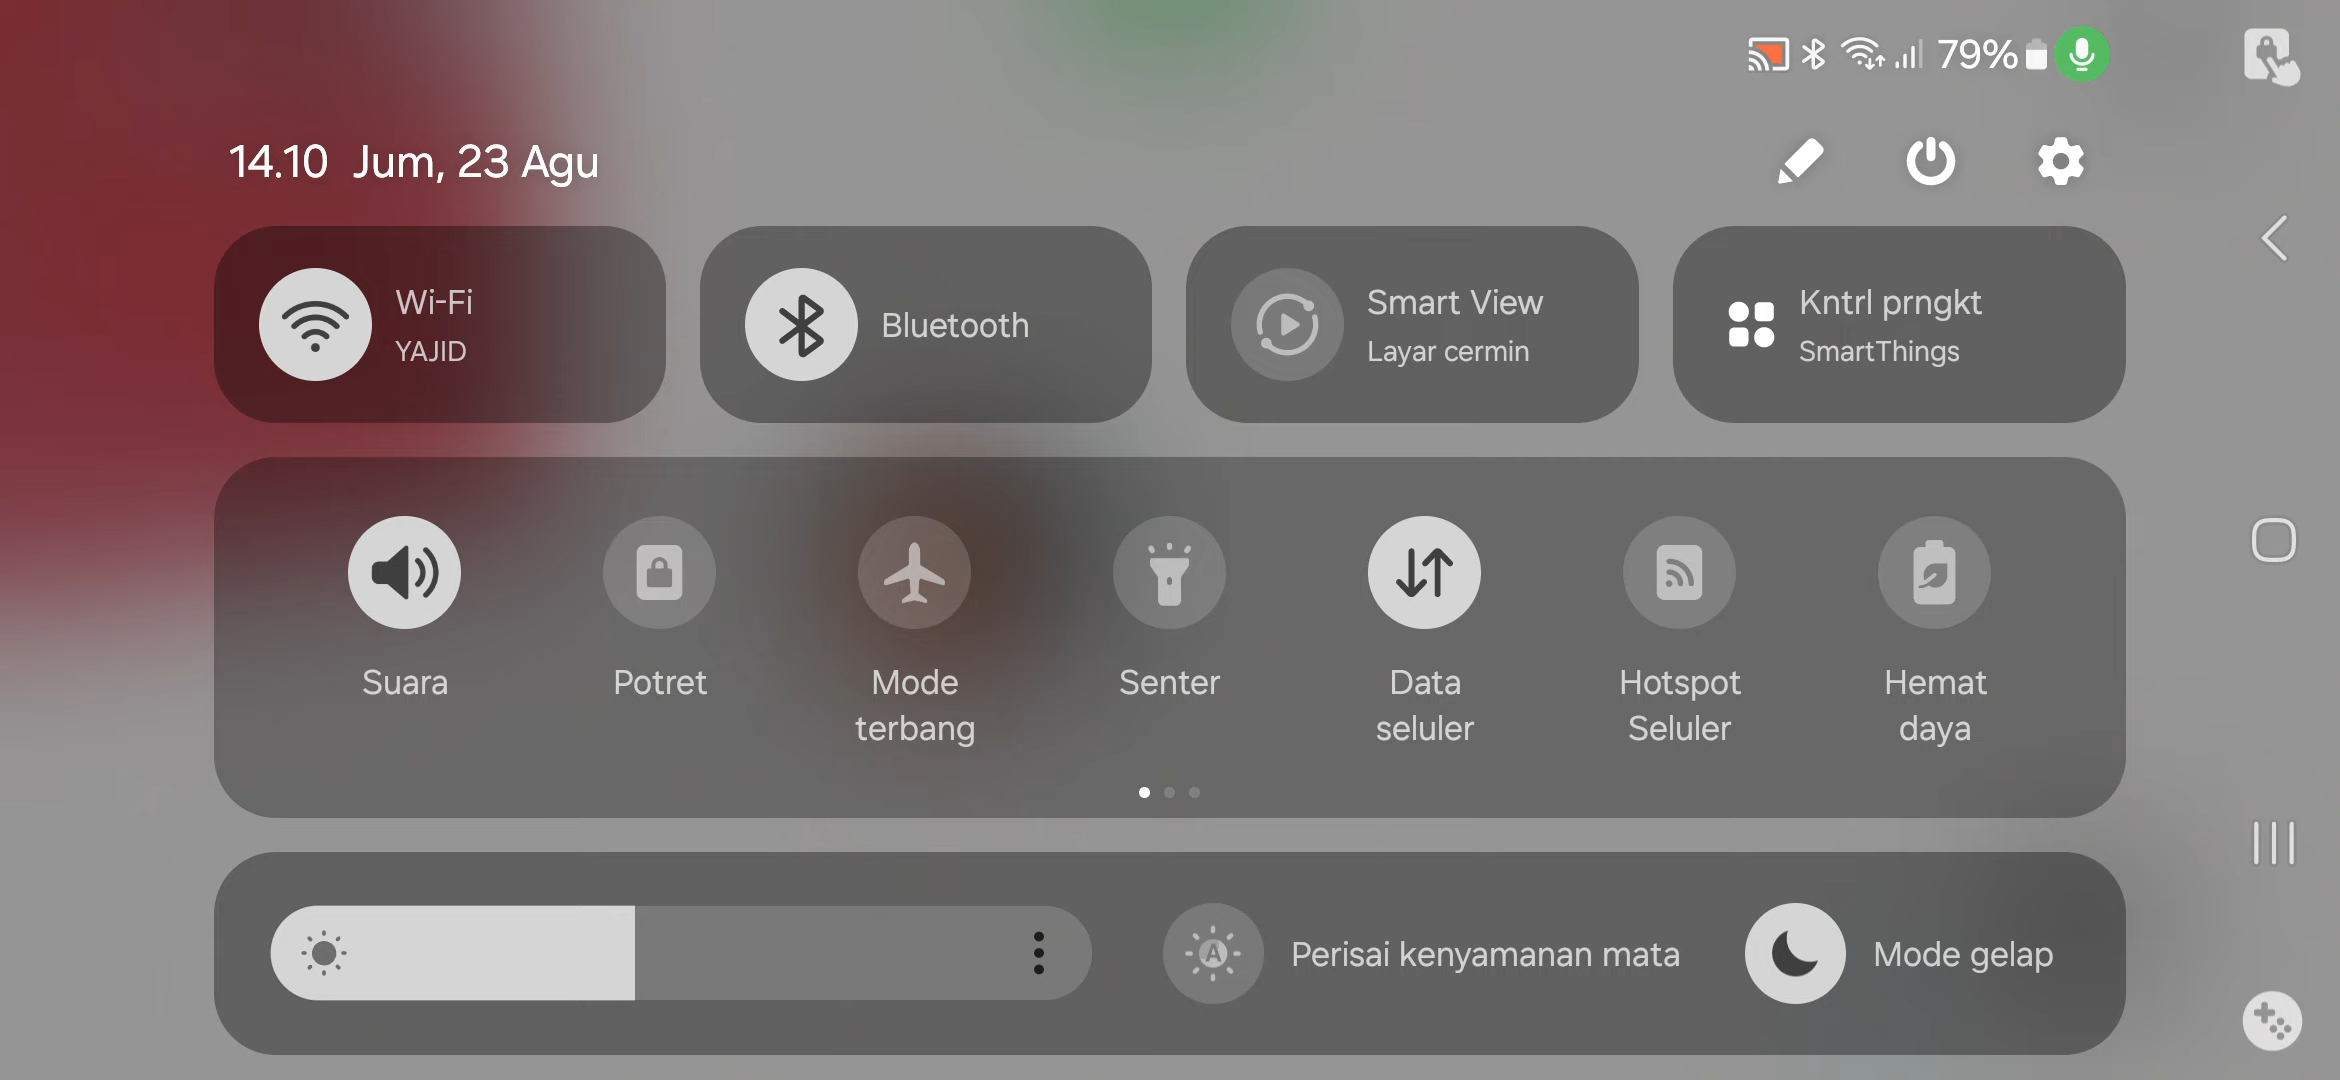 79%
14.10 Jum, 23 Agu
Wi-Fi
YAJID
Bluetooth
Smart View
Layar cermin
Kntrl prngkt
SmartThings
Suara
Potret
Mode
terbang
Senter
Data
seluler
Hotspot
Seluler
Hemat
daya
A
Perisai kenyamanan mata
Mode gelap